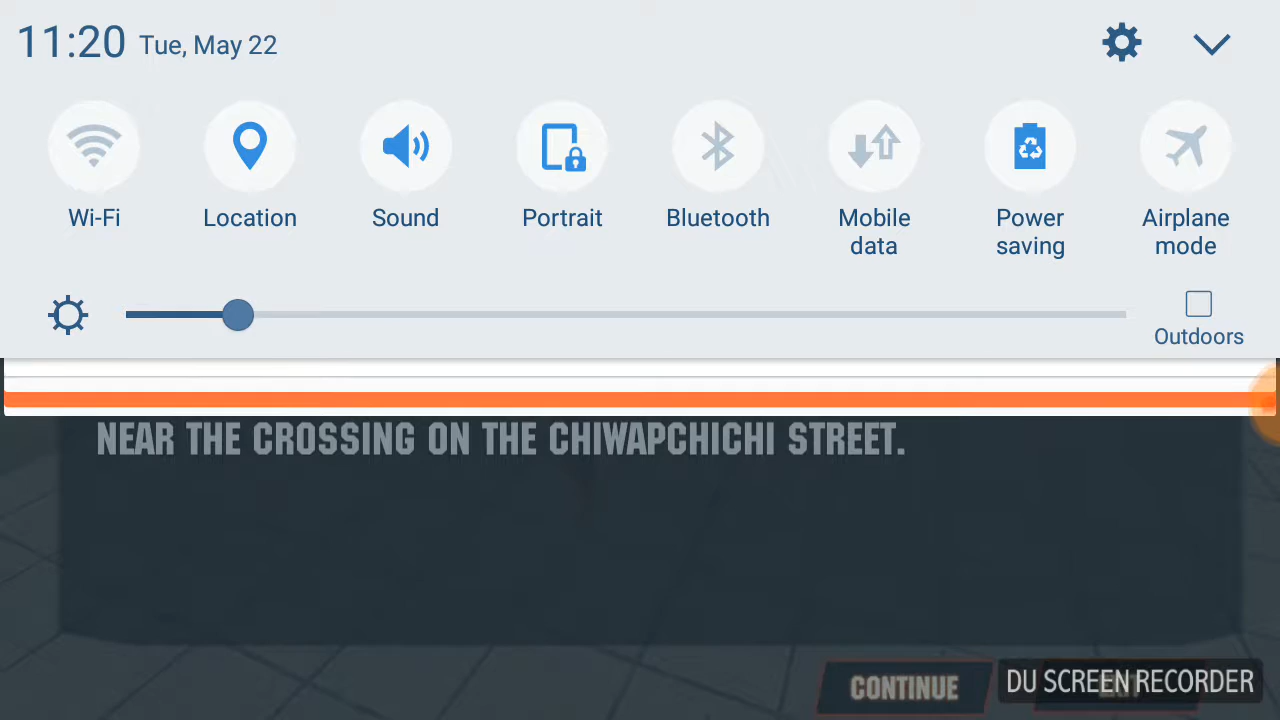 11:20 Tue, May 22
Wi-Fi
Location
Sound
Portrait
Bluetooth
Mobile
data
Power
saving
Airplane
mode
Outdoors
NEAR THE CROSSING ON THE CHIWAPCHICHI STREET.
CONTINUE
EXIT
DU SCREEN RECORDER